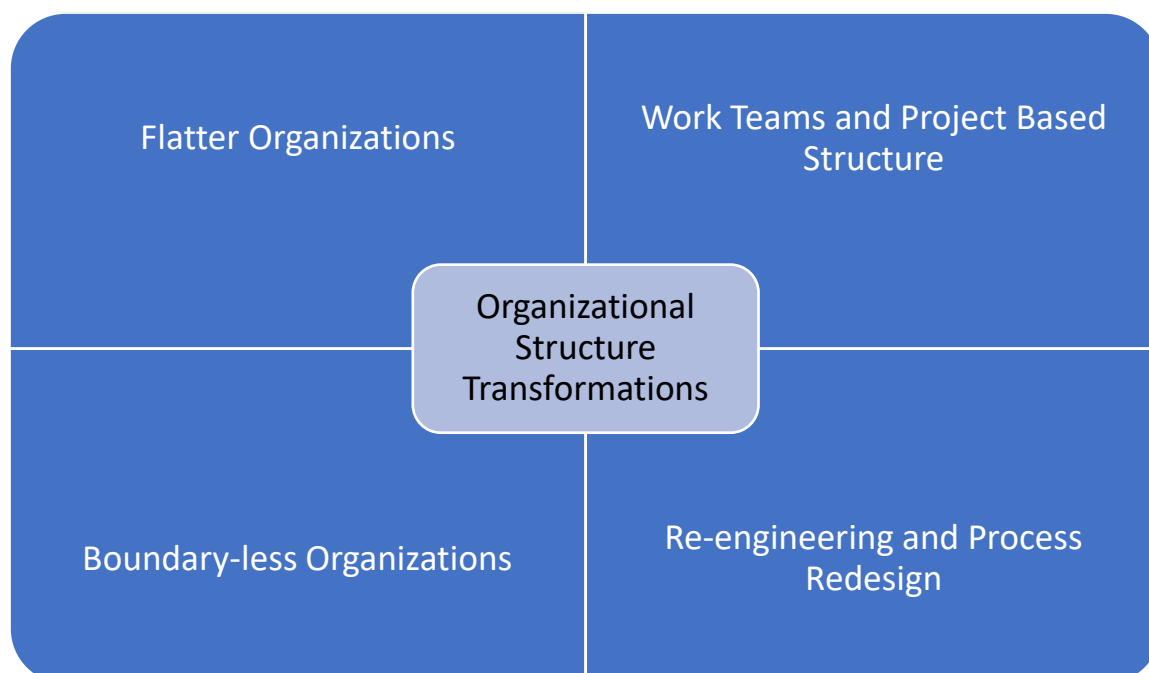 Flatter Organizations
Work Teams and Project Based
Structure
Organizational
Structure
Transformations
Boundary-less Organizations
Re-engineering and Process
Redesign